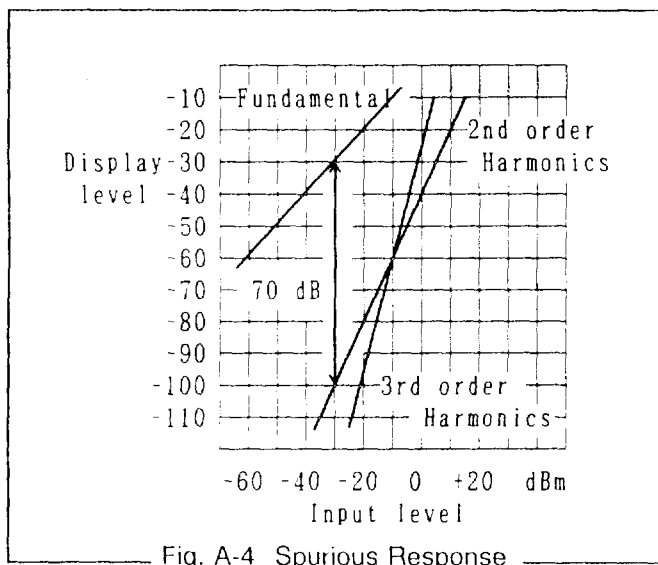 -10 Fundamental
-20 2nd order
Display -30 Harmonics
level -40
-50
-60
-70 70 dB
-80
-90
-100 3rd order
-110 Harmonics
-60 -40 -20 0 +20 dBm
Input level
Fig. A-4 Spurious Response